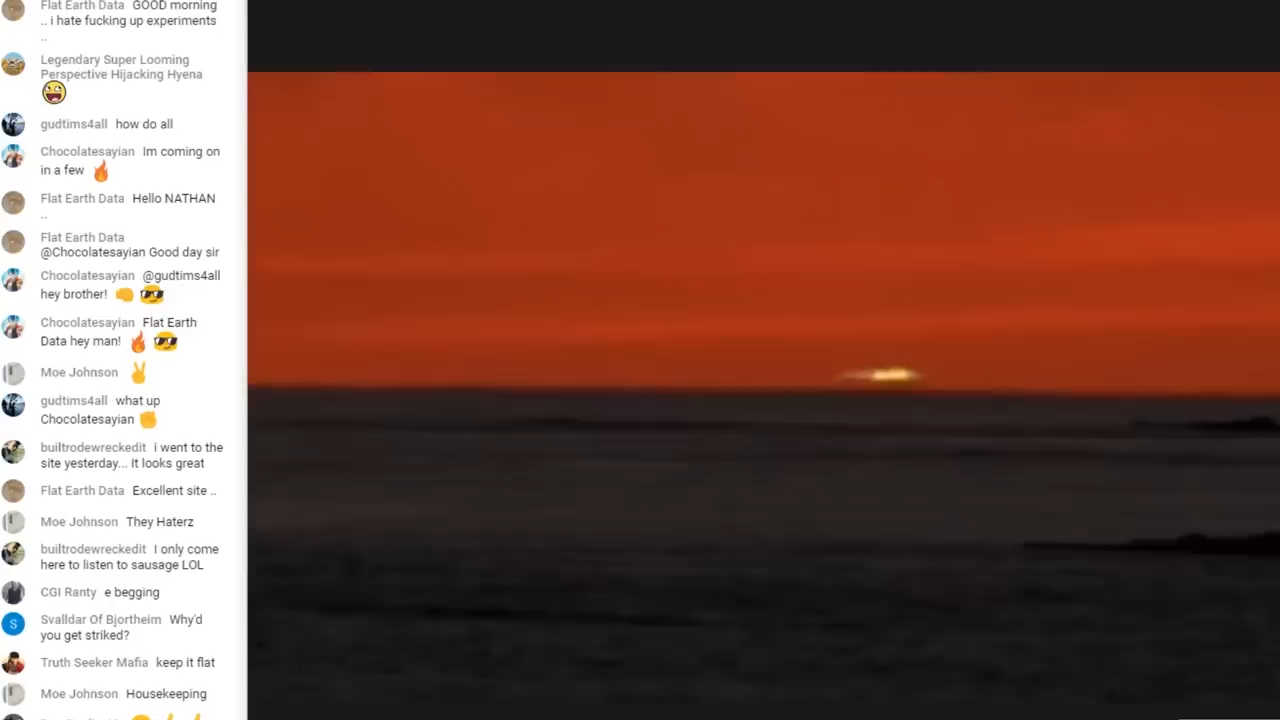 Flat Earth Data GOOD morning
.. i hate fucking up experiments
..
Legendary Super Looming
Perspective Hijacking Hyena
gudtims4all how do all
Chocolatesayian Im coming on
in a few
Flat Earth Data Hello NATHAN
..
Flat Earth Data
@Chocolatesayian Good day sir
Chocolatesayian @gudtims4all
hey brother!
Chocolatesayian Flat Earth
Data hey man!
Moe Johnson
gudtims4all what up
Chocolatesayian
builtrodewreckedit i went to the
site yesterday... It looks great
Flat Earth Data Excellent site ..
Moe Johnson They Haterz
builtrodewreckedit I only come
here to listen to sausage LOL
CGI Ranty e begging
S
Svalldar Of Bjortheim Why'd
you get striked?
Truth Seeker Mafia keep it flat
Moe Johnson Housekeeping